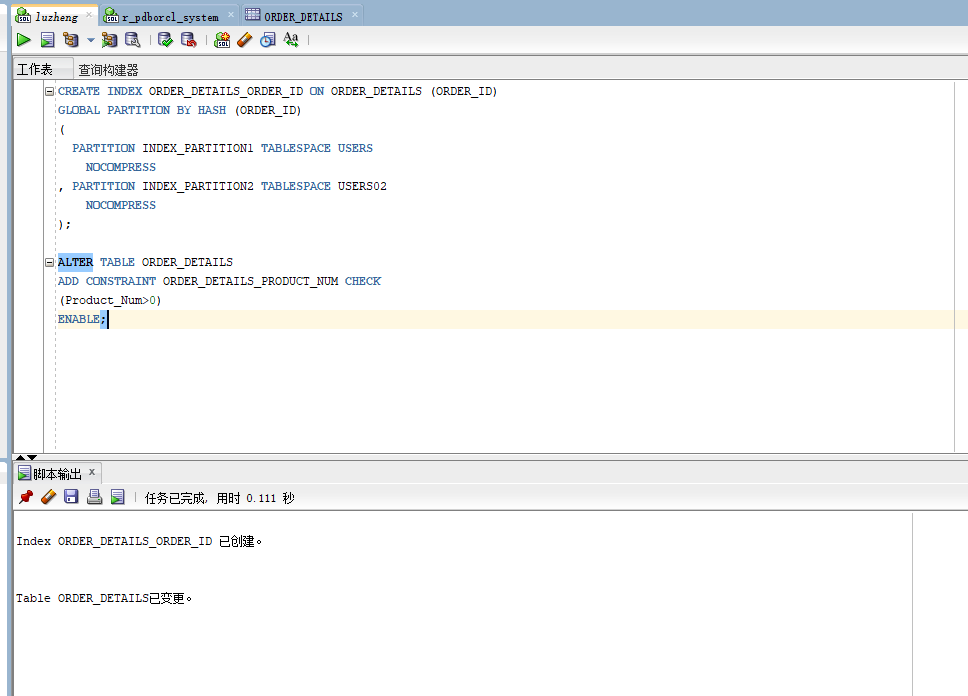 luzheng
r_pdborcl_system
ORDER_DETAILS
工作表 查询构建器
CREATE INDEX ORDER_DETAILS_ORDER_ID ON ORDER_DETAILS (ORDER_ID)
GLOBAL PARTITION BY HASH (ORDER_ID)
(
PARTITION INDEX_PARTITION1 TABLESPACE USERS
NOCOMPRESS
, PARTITION INDEX_PARTITION2 TABLESPACE USERS02
NOCOMPRESS
);
ALTER TABLE ORDER_DETAILS
ADD CONSTRAINT ORDER_DETAILS_PRODUCT_NUM CHECK
(Product_Num>0)
ENABLE;
脚本输出
任务已完成, 用时 0.111 秒
Index ORDER_DETAILS_ORDER_ID 已创建。
Table ORDER_DETAILS已变更。